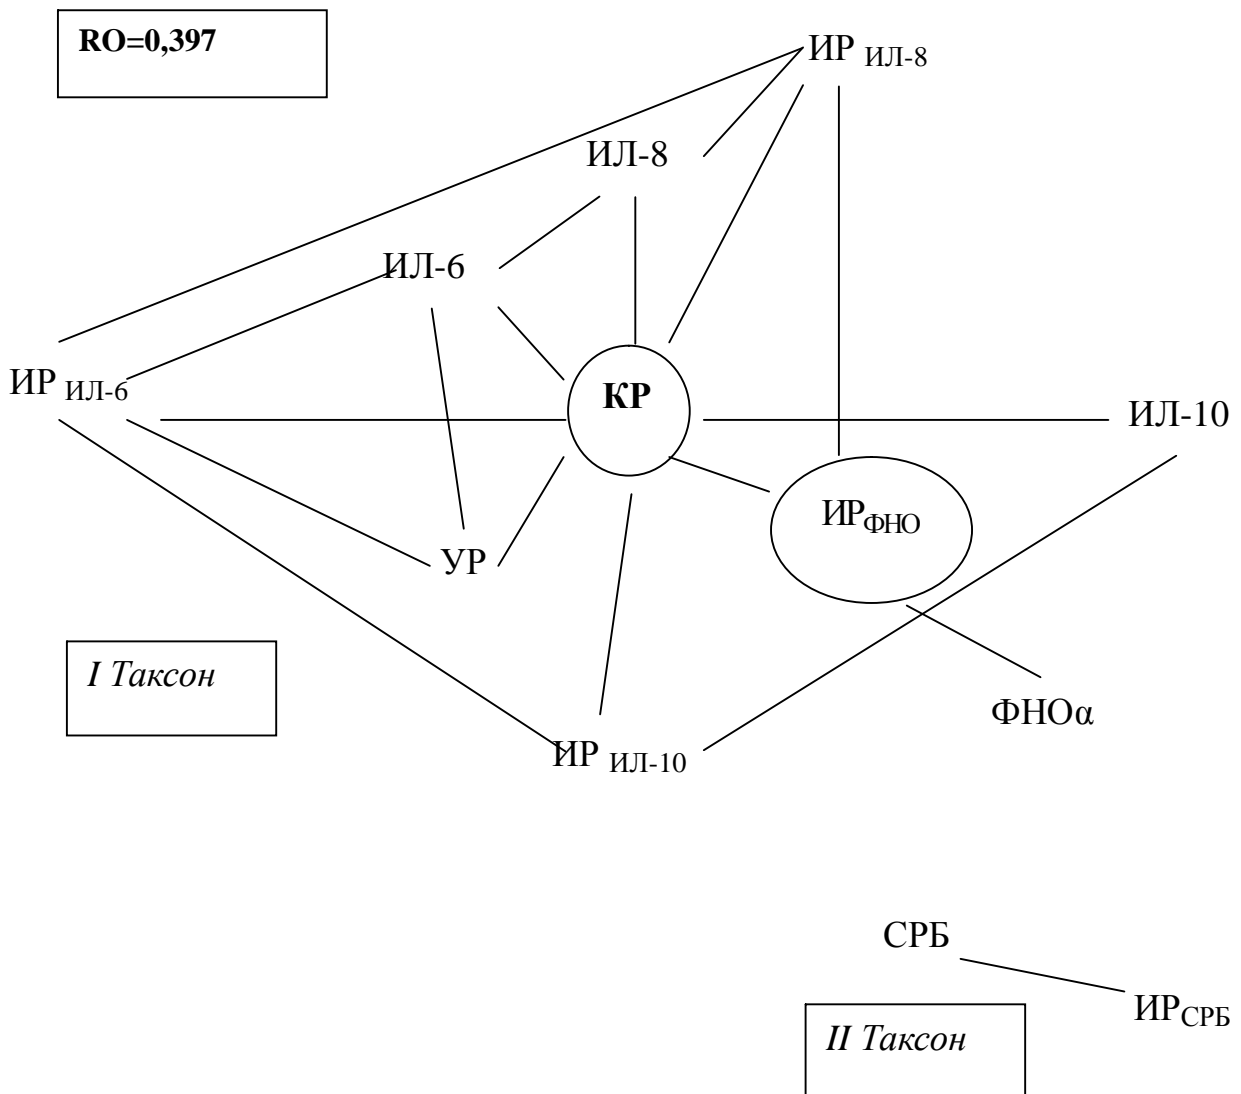 RO=0,397
ИР ИЛ-8
ИЛ-8
ИЛ-6
ИР ИЛ-6
КР
ИЛ-10
ИРФНО
УР
I Таксон
ФНОα
ИР ИЛ-10
СРБ
ИРСРБ
II Таксон